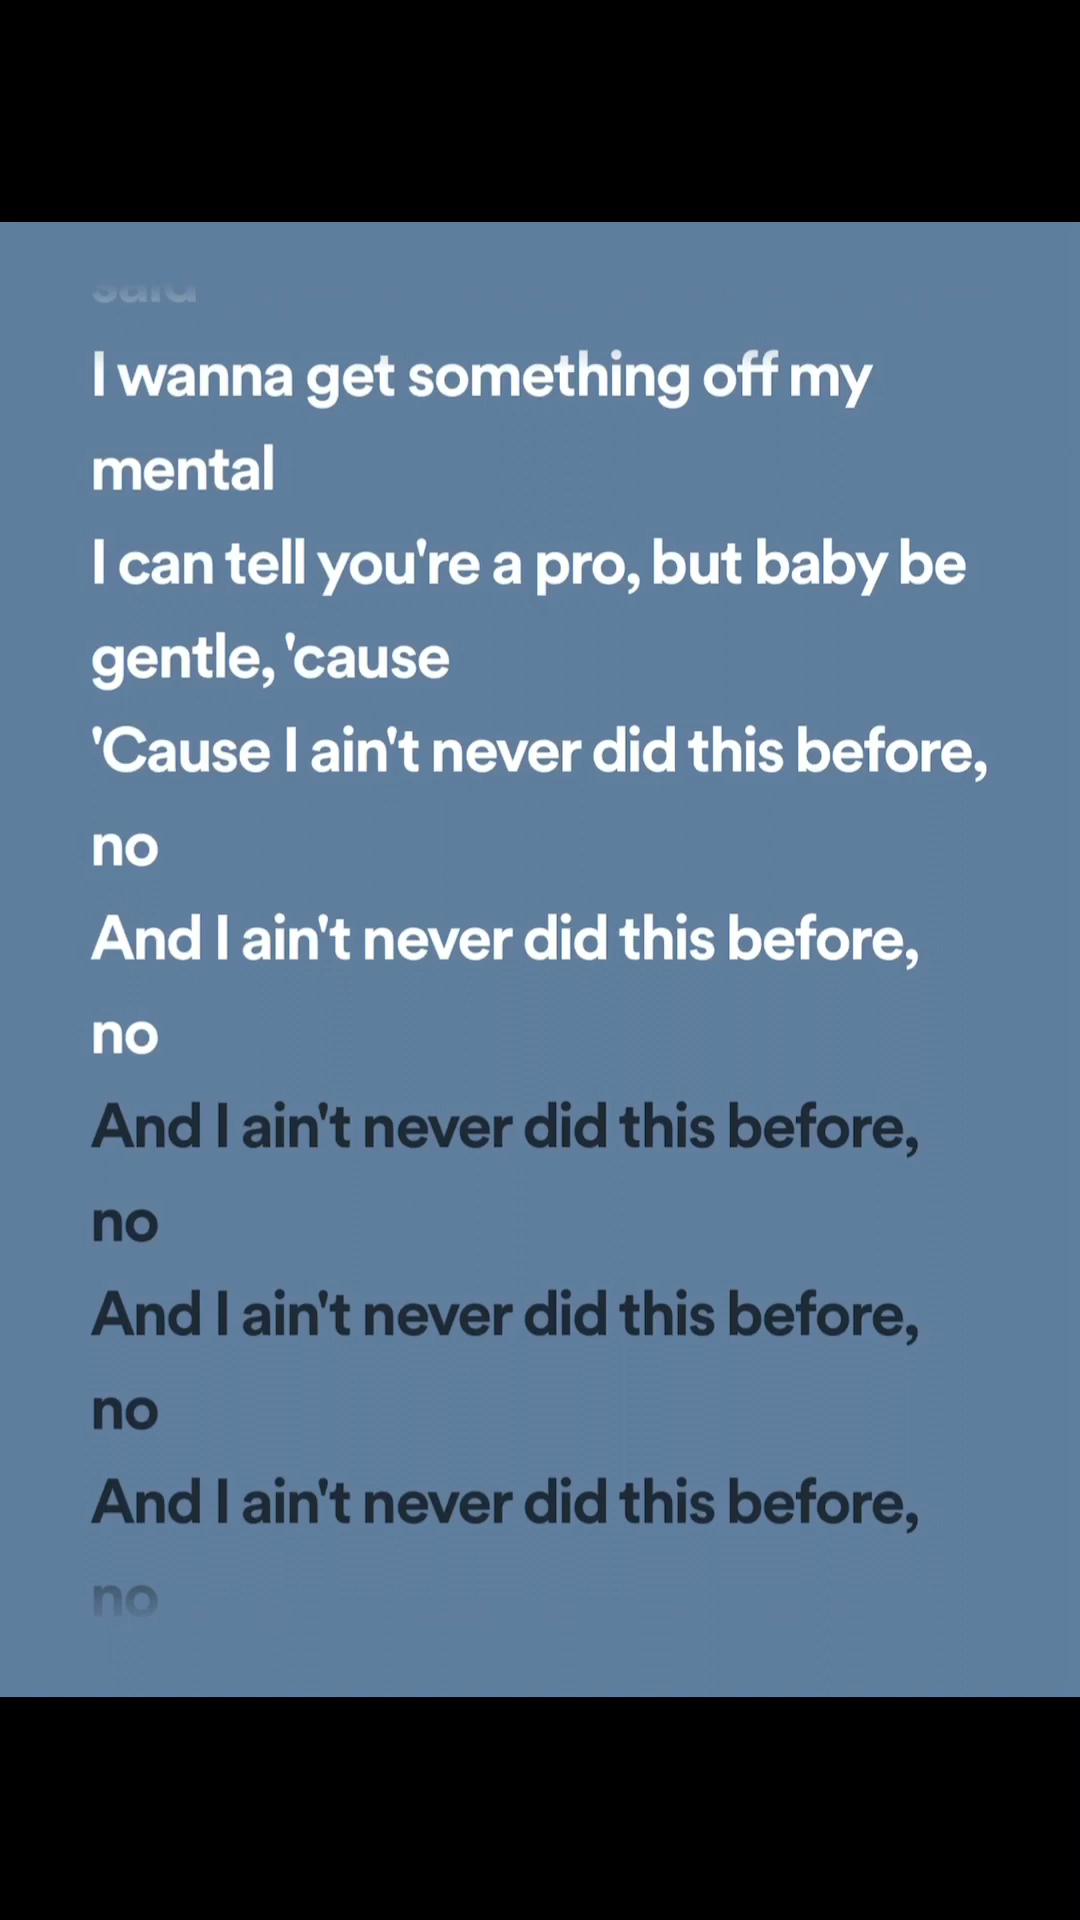 said
I wanna get something off my
mental
I can tell you're a pro, but baby be
gentle, 'cause
'Cause I ain't never did this before,
no
And I ain't never did this before,
no
And I ain't never did this before,
no
And I ain't never did this before,
no
And I ain't never did this before,
no